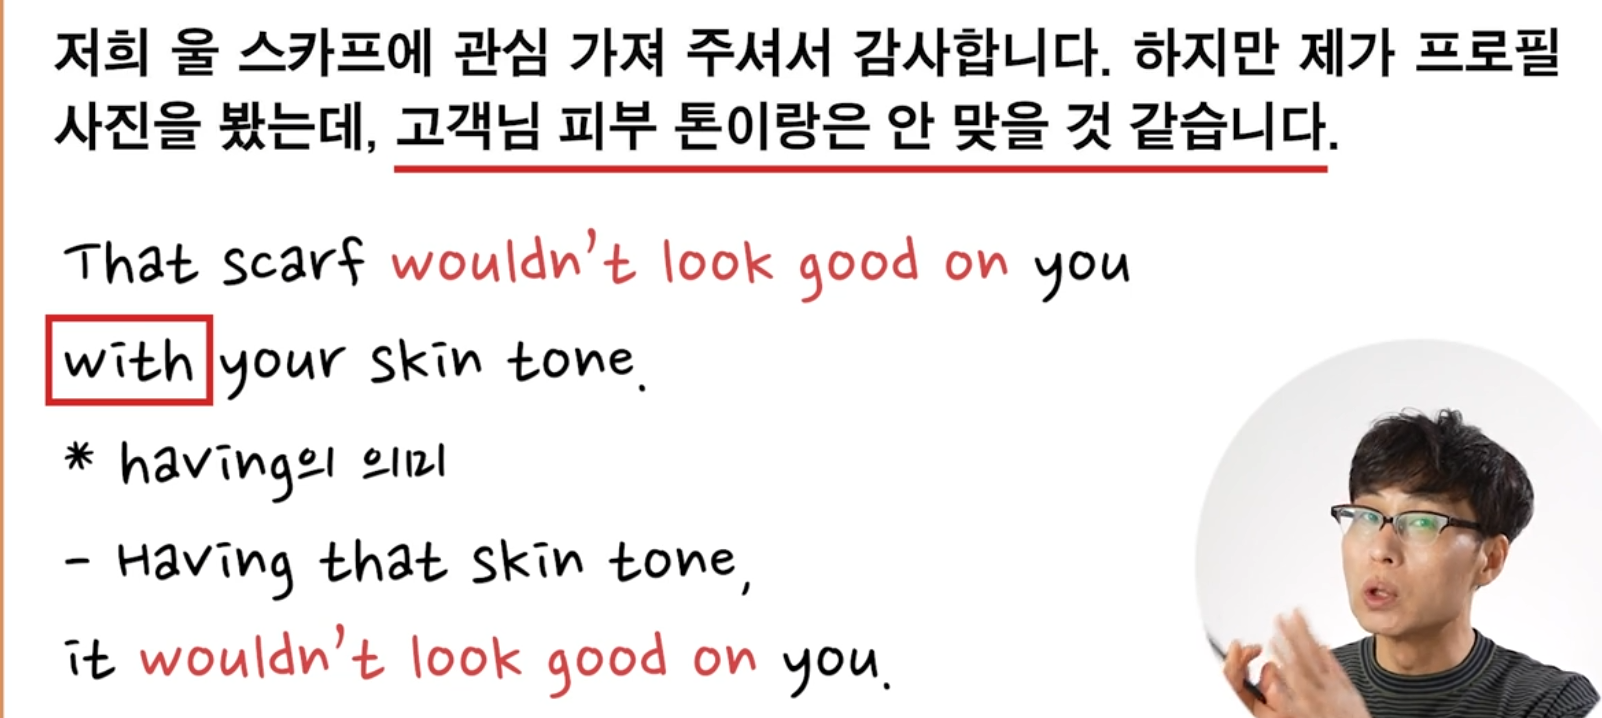 저희 울 스카프에 관심 가져 주셔서 감사합니다. 하지만 제가 프로필
사진을 봤는데, 고객님 피부 톤이랑은 안 맞을 것 같습니다.
That scarf wouldn't look good on you
with your skin tone.
* having의 의미
- Having that skin tone,
it wouldn't look good on you.